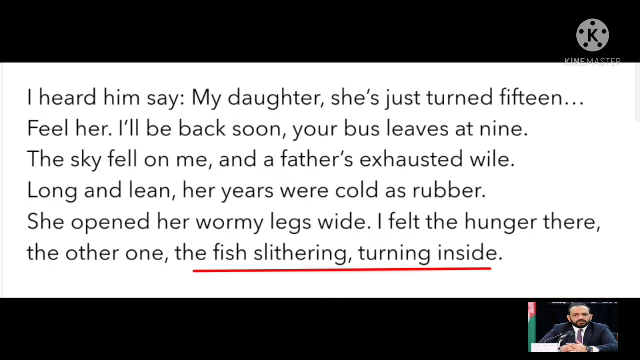 K
KINEMASTER
I heard him say: My daughter, she's just turned fifteen…
Feel her. I'll be back soon, your bus leaves at nine.
The sky fell on me, and a father's exhausted wile.
Long and lean, her years were cold as rubber.
She opened her wormy legs wide. I felt the hunger there,
the other one, the fish slithering, turning inside.